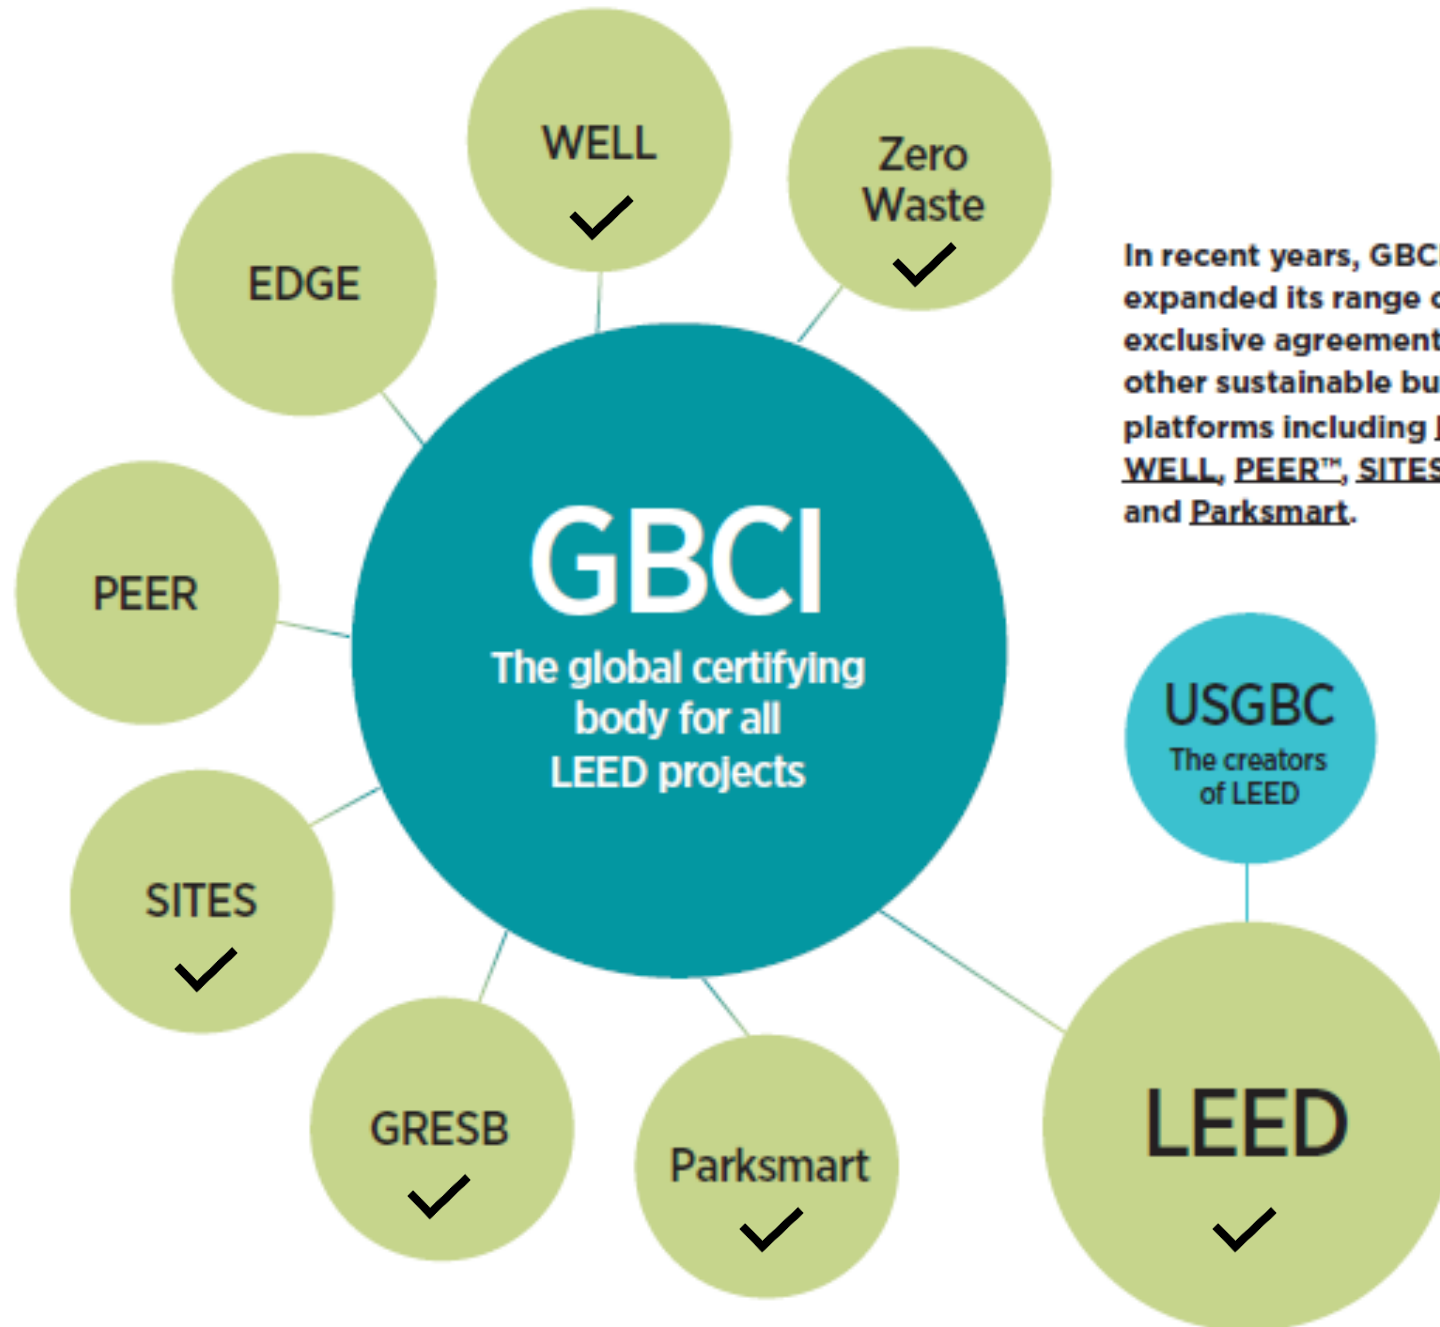 WELL
Zero
Waste
EDGE
In recent years, GBCI
expanded its range
exclusive agreement
other sustainable
platforms including
WELL, PEER™, SITES
and Parksmart.
GBCI
The global certifying
body for all
LEED projects
PEER
USGBC
The creators
of LEED
SITES
GRESB
Parksmart
LEED